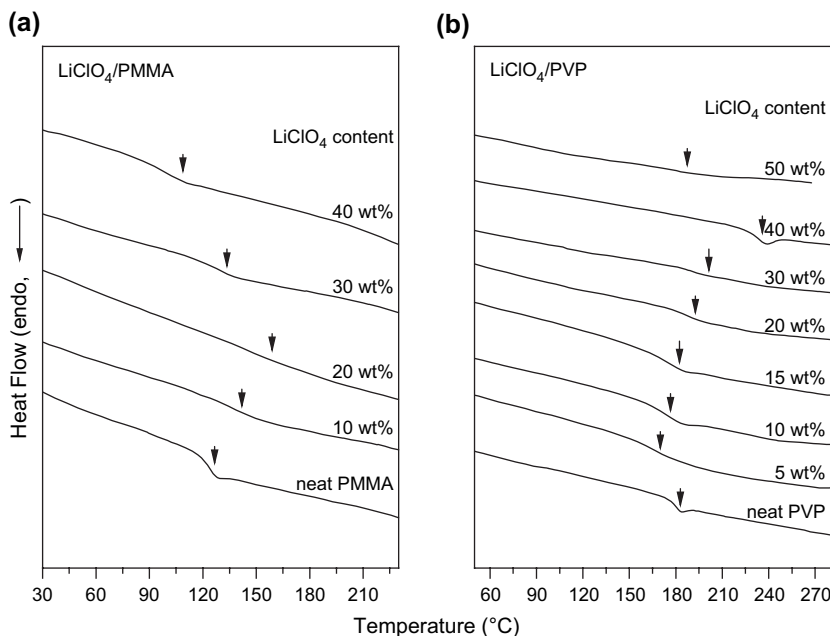 (a)
LiClO₄/PMMA
LiClO₄ content
40 wt%
30 wt%
20 wt%
10 wt%
neat PMMA
Heat Flow (endo, →)
30 60 90 120 150 180 210
(b)
LiClO₄/PVP
LiClO₄ content
50 wt%
40 wt%
30 wt%
20 wt%
15 wt%
10 wt%
5 wt%
neat PVP
60 90 120 150 180 210 240 270
Temperature (°C)